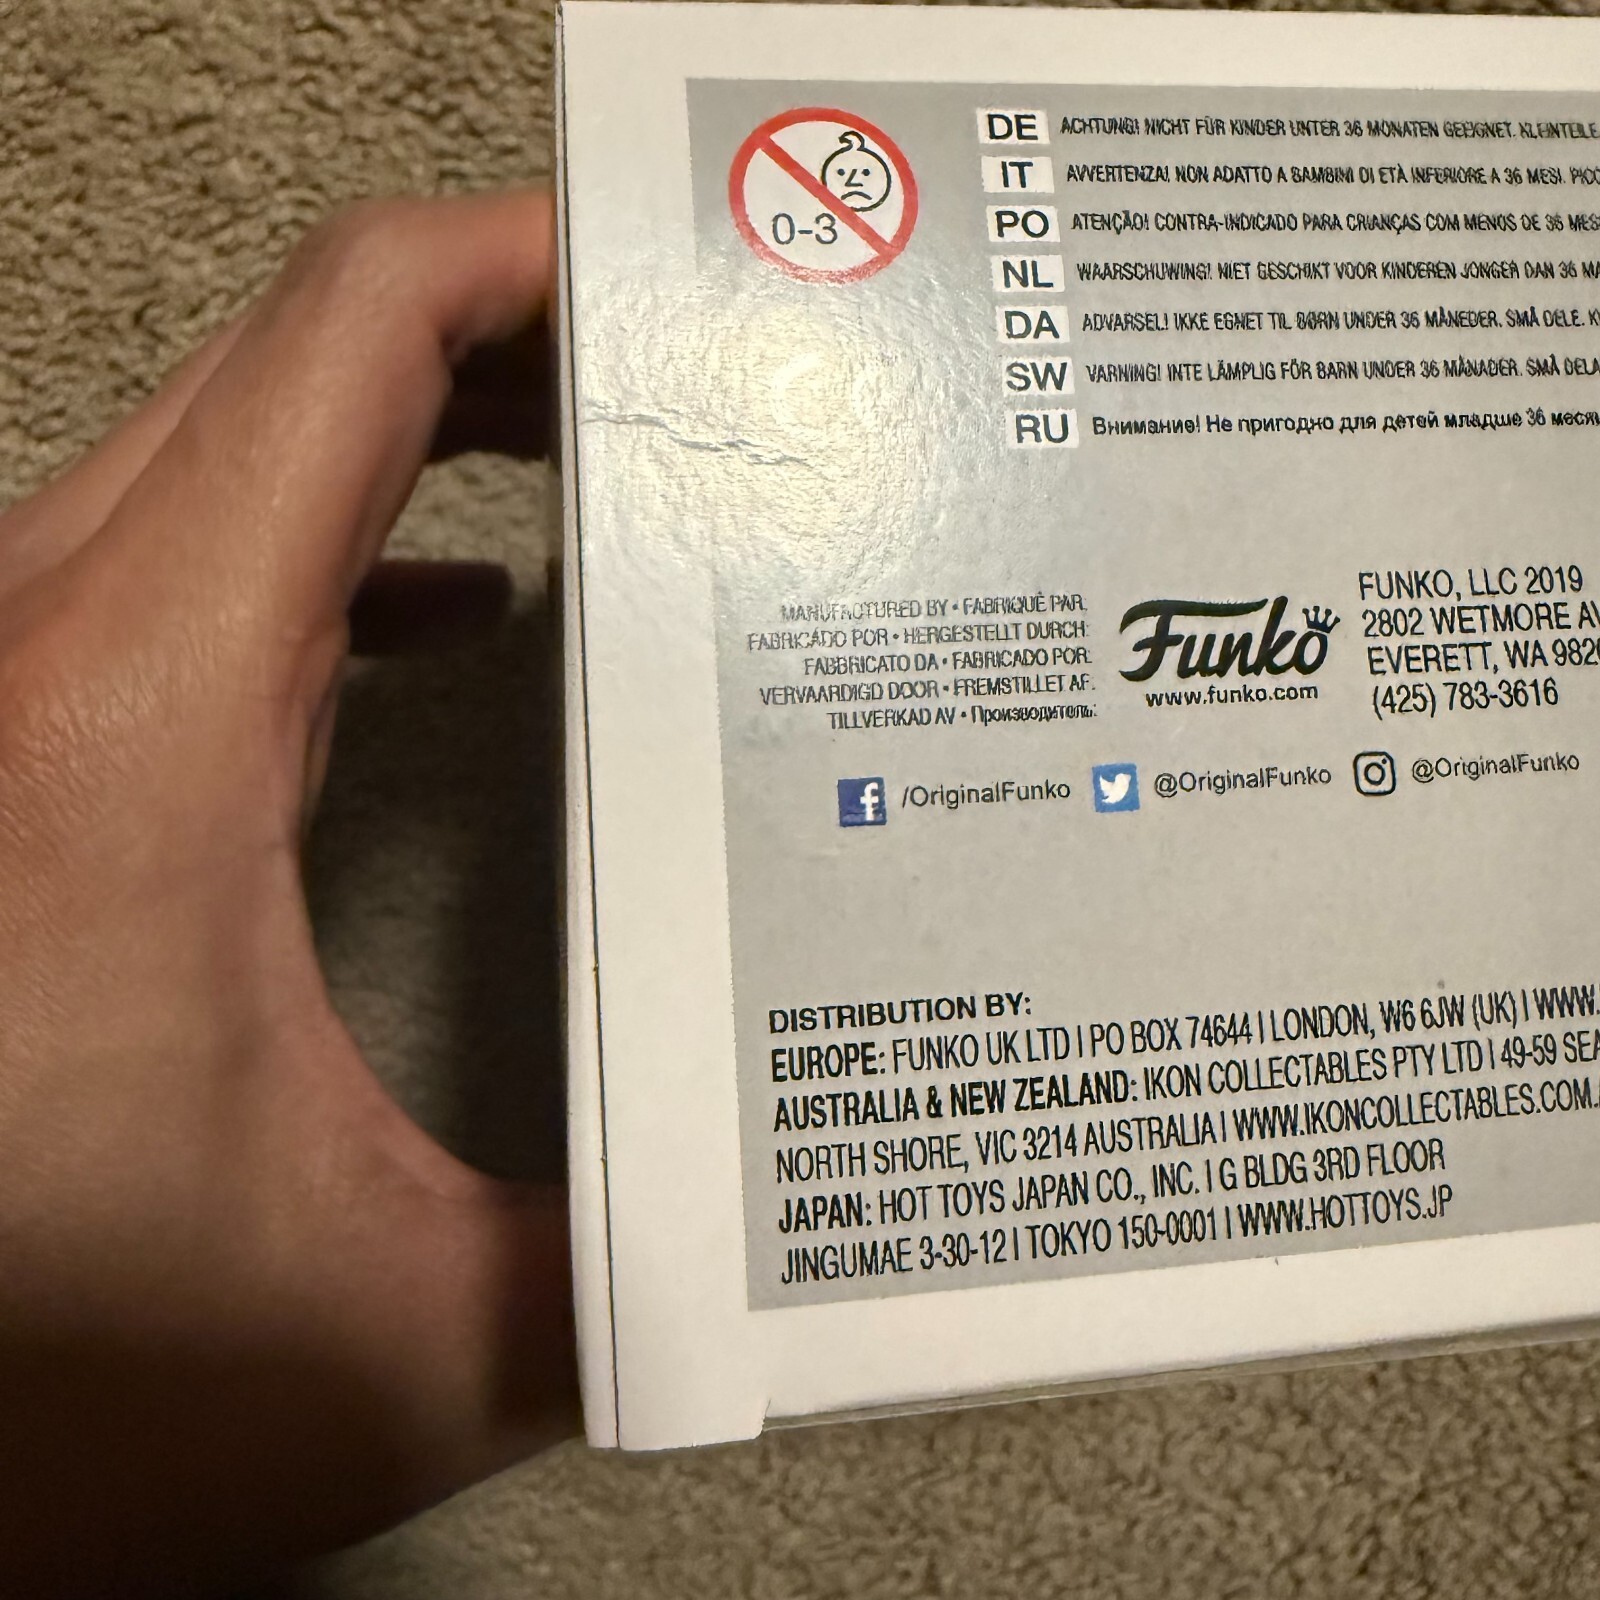 0-3
DE ACHTUNG! NICHT FÜR KINDER UNTER 36 MONATEN GEEIGNET. KLEINTEILE
IT AVVERTENZA! NON ADATTO A BAMBINI DI ETÀ INFERIORE A 36 MESI.
PO ATENÇÃO! CONTRA-INDICADO PARA CRIANÇAS COM MENOS DE 36
NL WAARSCHUWING! NIET GESCHIKT VOOR KINDEREN JONGER DAN 36
DA ADVARSEL! IKKE EGNET TIL BØRN UNDER 36 MÅNEDER. SMÅ DELE.
SW VARNING! INTE LÄMPLIG FÖR BARN UNDER 36 MÅNADER. SMÅ DELA
RU Внимание! Не пригодно для детей младше 36
MANUFACTURED BY • FABRIQUÉ PAR:
FABRICADO POR • HERGESTELLT DURCH:
FABBRICATO DA • FABRICADO POR:
VERVAARDIGD DOOR • FREMSTILLET AF:
TILLVERKAD AV • Производитель:
Funko
www.funko.com
FUNKO, LLC 2019
2802 WETMORE
EVERETT, WA
(425) 783-3616
/OriginalFunko @OriginalFunko @OriginalFunko
DISTRIBUTION BY:
EUROPE: FUNKO UK LTD | PO BOX 74644 | LONDON, W6 6JW (UK) | WWW.
AUSTRALIA & NEW ZEALAND: IKON COLLECTABLES PTY LTD | 49-59
NORTH SHORE, VIC 3214 AUSTRALIA | WWW.IKONCOLLECTABLES.COM.
JAPAN: HOT TOYS JAPAN CO., INC. | G BLDG 3RD FLOOR
JINGUMAE 3-30-12 | TOKYO 150-0001 | WWW.HOTTOYS.JP